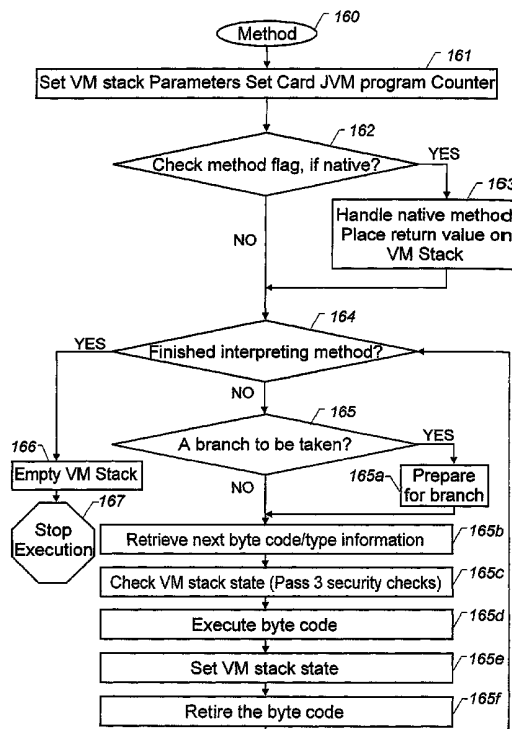 160
Method
161
Set VM stack Parameters Set Card JVM program Counter
162
Check method flag, if native?
YES
163
Handle native method
Place return value on
VM Stack
NO
164
YES
Finished interpreting method?
NO
165
A branch to be taken?
YES
166
Empty VM Stack
165a
Prepare
for branch
NO
167
Stop
Execution
Retrieve next byte code/type information
165b
Check VM stack state (Pass 3 security checks)
165c
Execute byte code
165d
Set VM stack state
165e
Retire the byte code
165f